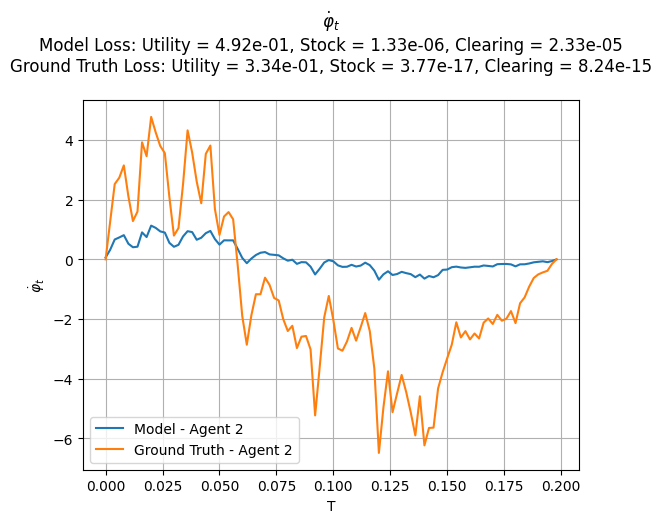 φ̇_t
Model Loss: Utility = 4.92e-01, Stock = 1.33e-06, Clearing = 2.33e-05
Ground Truth Loss: Utility = 3.34e-01, Stock = 3.77e-17, Clearing = 8.24e-15
4
2
0
−2
−4
−6
φ̇_t
Model - Agent 2
Ground Truth - Agent 2
0.000 0.025 0.050 0.075 0.100 0.125 0.150 0.175 0.200
T